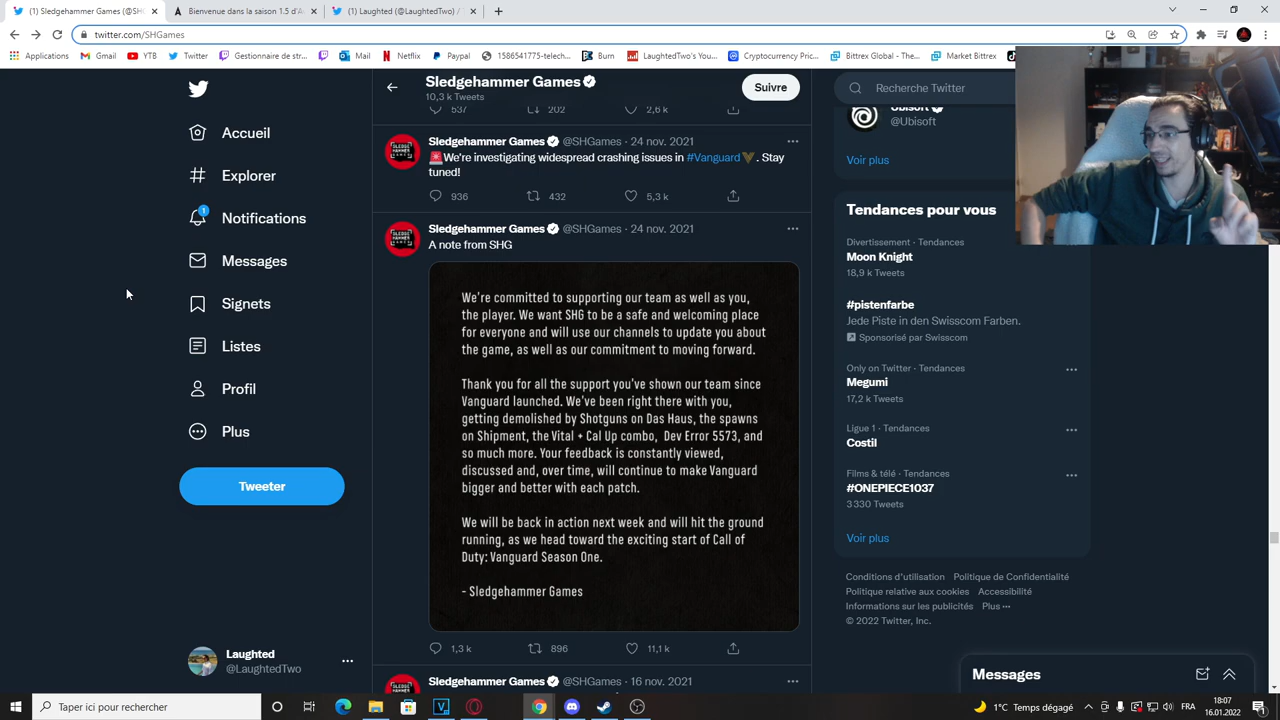 (1) Sledgehammer Games (@SH
Bienvenue dans la saison 1.5 d'A
(1) Laughted (@LaughtedTwo) /
twitter.com/SHGames
Applications
Gmail
YTB
Twitter
Gestionnaire de str...
Mail
Netflix
Paypal
1586541775-telech...
Burn
LaughtedTwo's You...
Cryptocurrency Pric...
Bittrex Global - The...
Market Bittrex
Sledgehammer Games
10,3 k Tweets
Suivre
Recherche Twitter
Accueil
Explorer
1
Notifications
Messages
Signets
Listes
Profil
Plus
Tweeter
Laughted
@LaughtedTwo
537
202
2,6 k
Sledgehammer Games @SHGames · 24 nov. 2021
We're investigating widespread crashing issues in #Vanguard . Stay
tuned!
936
432
5,3 k
Sledgehammer Games @SHGames · 24 nov. 2021
A note from SHG
We're committed to supporting our team as well as you,
the player. We want SHG to be a safe and welcoming place
for everyone and will use our channels to update you about
the game, as well as our commitment to moving forward.
Thank you for all the support you've shown our team since
Vanguard launched. We've been right there with you,
getting demolished by Shotguns on Das Haus, the spawns
on Shipment, the Vital + Cal Up combo, Dev Error 5573, and
so much more. Your feedback is constantly viewed,
discussed and, over time, will continue to make Vanguard
bigger and better with each patch.
We will be back in action next week and will hit the ground
running, as we head toward the exciting start of Call of
Duty: Vanguard Season One.
- Sledgehammer Games
1,3 k
896
11,1 k
Sledgehammer Games @SHGames · 16 nov. 2021
Ubisoft
@Ubisoft
Voir plus
Tendances pour vous
Divertissement · Tendances
Moon Knight
18,9 k Tweets
#pistenfarbe
Jede Piste in den Swisscom Farben.
Sponsorisé par Swisscom
Only on Twitter · Tendances
Megumi
17,2 k Tweets
Ligue 1 · Tendances
Costil
Films & télé · Tendances
#ONEPIECE1037
3 330 Tweets
Voir plus
Conditions d'utilisation Politique de Confidentialité
Politique relative aux cookies Accessibilité
Informations sur les publicités Plus ···
© 2022 Twitter, Inc.
Messages
Taper ici pour rechercher
1°C Temps dégagé
FRA
18:07
16.01.2022
1